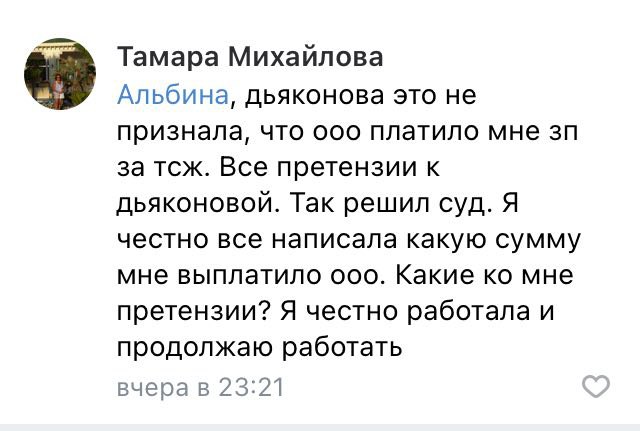 Тамара Михайлова
Альбина, дьяконова это не
признала, что ооо платило мне зп
за тсж. Все претензии к
дьяконовой. Так решил суд. Я
честно все написала какую сумму
мне выплатило ооо. Какие ко мне
претензии? Я честно работала и
продолжаю работать
вчера в 23:21